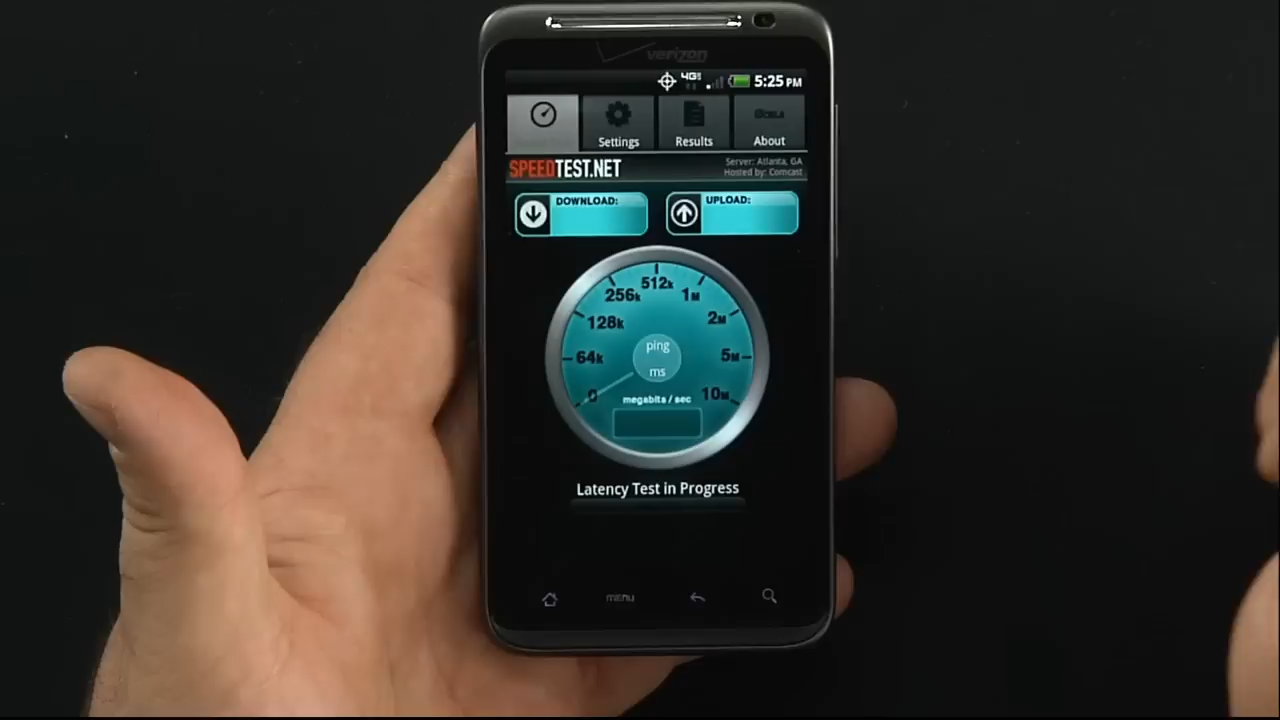 verizon
4G 5:25 PM
Settings Results About
SPEEDTEST.NET
Server: Atlanta, GA
Hosted by: Comcast
DOWNLOAD: UPLOAD:
512k
256k 1M
128k 2M
ping
64k 5M
ms
0 10M
megabits / sec
Latency Test in Progress
MENU